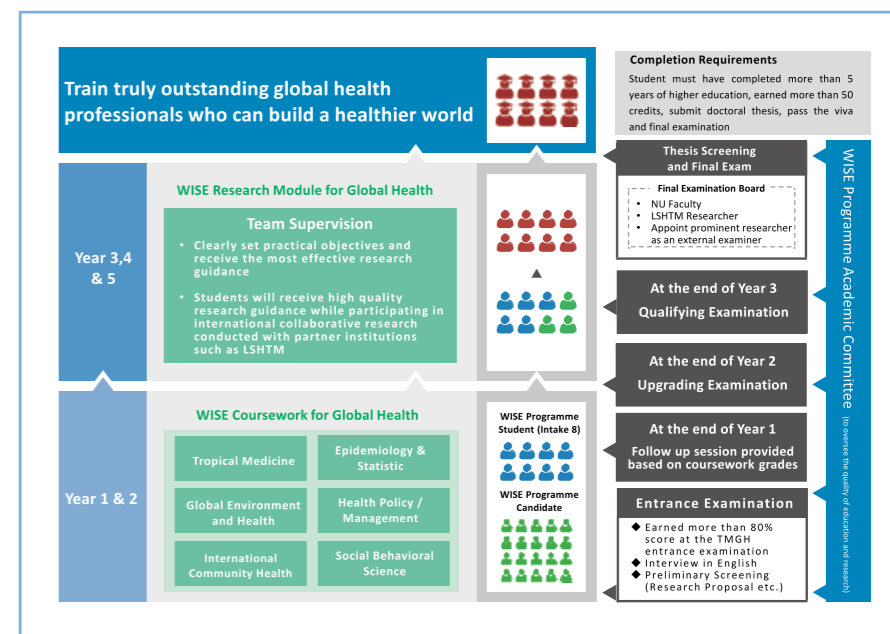 Train truly outstanding global health
professionals who can build a healthier world
Completion Requirements
Student must have completed more than 5
years of higher education, earned more than 50
credits, submit doctoral thesis, pass the viva
and final examination
Year 3,4
& 5
WISE Research Module for Global Health
Team Supervision
• Clearly set practical objectives and
receive the most effective research
guidance
• Students will receive high quality
research guidance while participating in
international collaborative research
conducted with partner institutions
such as LSHTM
Thesis Screening
and Final Exam
Final Examination Board
• NU Faculty
• LSHTM Researcher
• Appoint prominent researcher
as an external examiner
At the end of Year 3
Qualifying Examination
At the end of Year 2
Upgrading Examination
Year 1 & 2
WISE Coursework for Global Health
Tropical Medicine
Epidemiology &
Statistic
Global Environment
and Health
Health Policy /
Management
International
Community Health
Social Behavioral
Science
WISE Programme
Student (Intake 8)
WISE Programme
Candidate
At the end of Year 1
Follow up session provided
based on coursework grades
Entrance Examination
◆ Earned more than 80%
score at the TMGH
entrance examination
◆ Interview in English
◆ Preliminary Screening
(Research Proposal etc.)
WISE Programme Academic Committee (to oversee the quality of education and research)